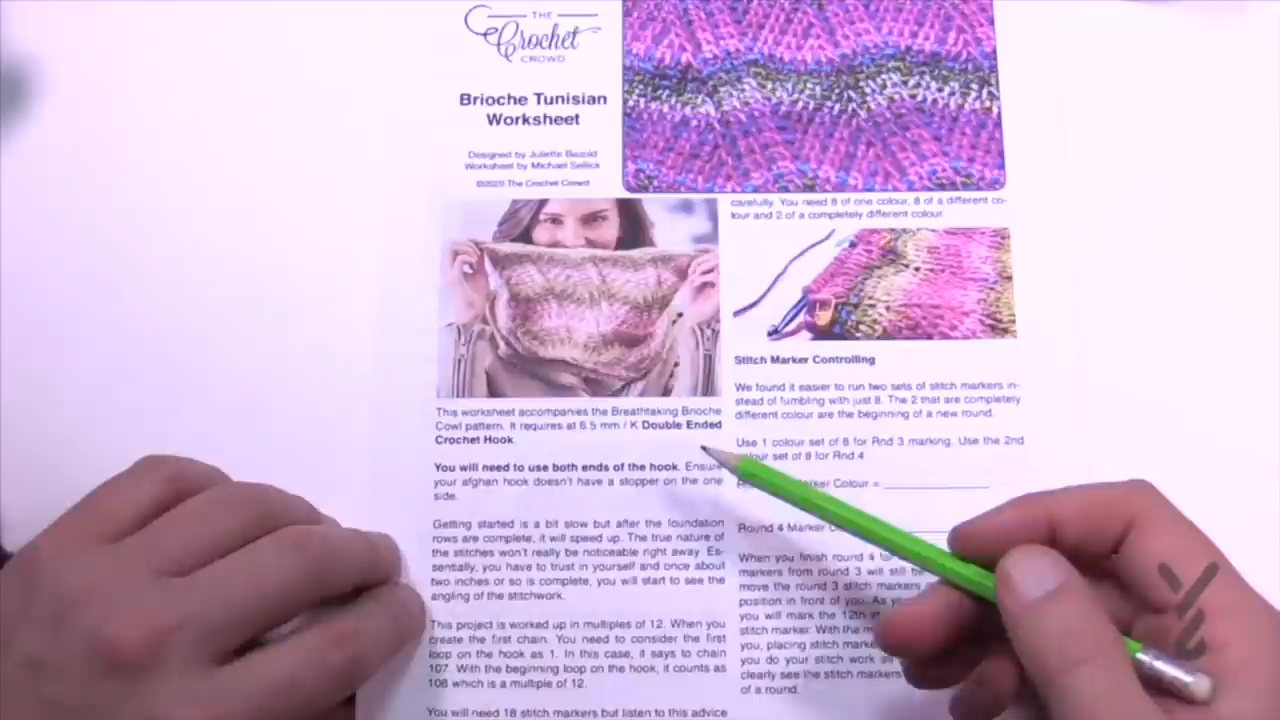 THE
Crochet
CROWD
Brioche Tunisian
Worksheet
Designed by Juliette
Worksheet by Michael Sellick
©2020 The Crochet Crowd
This worksheet accompanies the Breathtaking Brioche
Cowl pattern. It requires at 6.5 mm / K Double Ended
Crochet Hook.
You will need to use both ends of the hook. Ensure
your afghan hook doesn't have a stopper on the one
side.
Getting started is a bit slow but after the foundation
rows are complete, it will speed up. The true nature of
the stitches won't really be noticeable right away. Es-
sentially, you have to trust in yourself and once about
two inches or so is complete, you will start to see the
angling of the stitchwork.
This project is worked up in multiples of 12. When you
create the first chain. You need to consider the first
loop on the hook as 1. In this case, it says to chain
107. With the beginning loop on the hook, it counts as
108 which is a multiple of 12.
You will need 18 stitch markers but listen to this advice
carefully. You need 8 of one colour, 8 of a different co-
lour and 2 of a completely different colour
Stitch Marker Controlling
We found it easier to run two sets of stitch markers in-
stead of fumbling with just 8. The 2 that are completely
different colour are the beginning of a new round.
Use 1 colour set of 8 for Rnd 3 marking. Use the 2nd
colour set of 8 for Rnd 4
Marker Colour =
Round 4 Marker
When you finish round 4
markers from round 3 will still be
move the round 3 stitch markers
position in front of you. As you
you will mark the 12th
stitch marker. With the
you, placing stitch
you do your stitch work
clearly see the stitch markers
of a round.